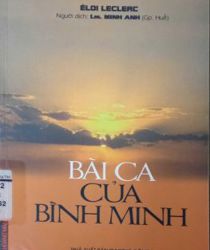 ÉLOI LECLERC
Người dịch: Lm. MINH ANH (Gp. Huế)
BÀI CA
CỦA
BÌNH MINH